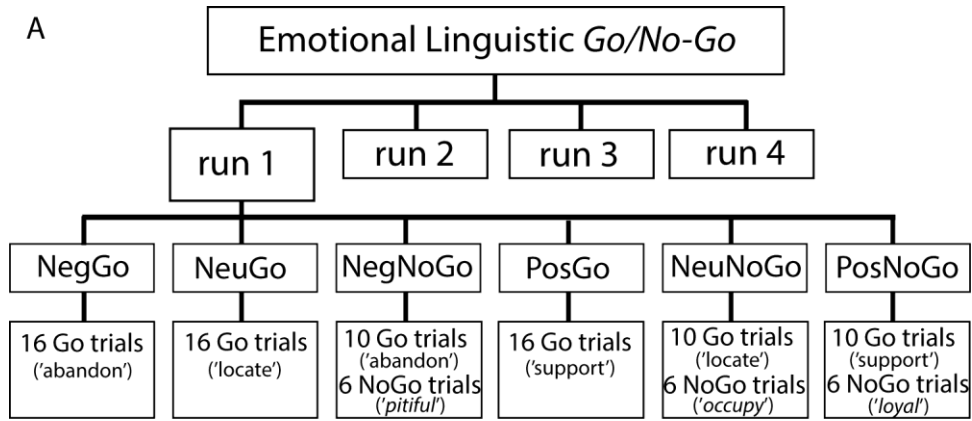 A
Emotional Linguistic Go/No-Go
run 1
run 2
run 3
run 4
NegGo
NeuGo
NegNoGo
PosGo
NeuNoGo
PosNoGo
16 Go trials
('abandon')
16 Go trials
('locate')
10 Go trials
('abandon')
6 NoGo trials
('pitiful')
16 Go trials
('support')
10 Go trials
('locate')
6 NoGo trials
('occupy')
10 Go trials
('support')
6 NoGo trials
('loyal')